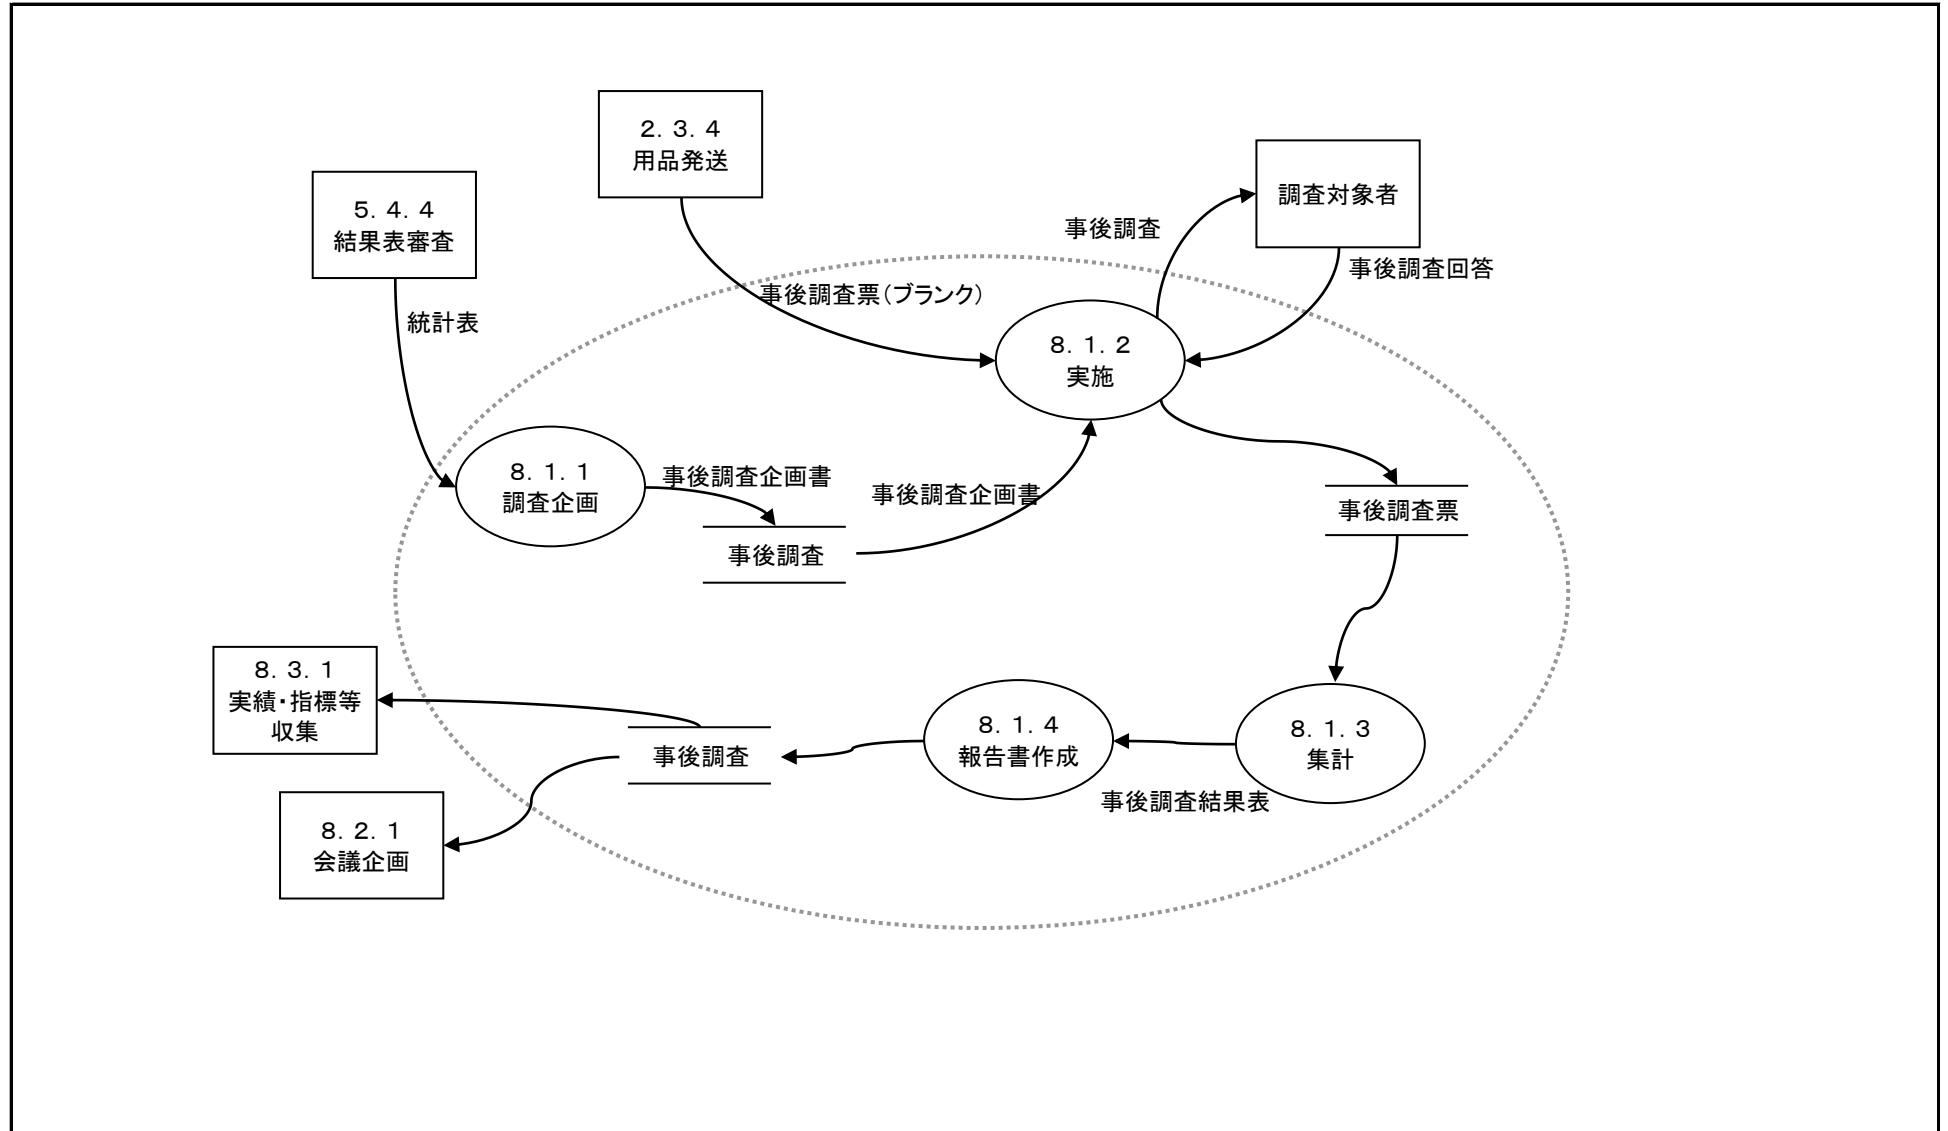 ２．３．４
用品発送
調査対象者
５．４．４
結果表審査
事後調査
事後調査回答
事後調査票（ブランク）
統計表
８．１．２
実施
８．１．１
調査企画
事後調査企画書
事後調査企画書
事後調査票
事後調査
８．３．１
実績・指標等
収集
８．１．４
報告書作成
８．１．３
集計
事後調査
事後調査結果表
８．２．１
会議企画